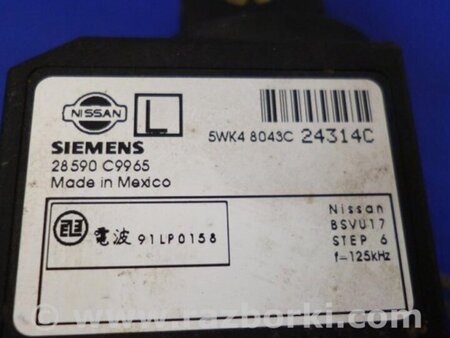 NISSAN
L
SIEMENS
28590 C9965
Made in Mexico
5WK4 8043C 24314C
電波 91LP0158
Nissan
BSVU17
STEP 6
f=125kHz
www.razborki.com